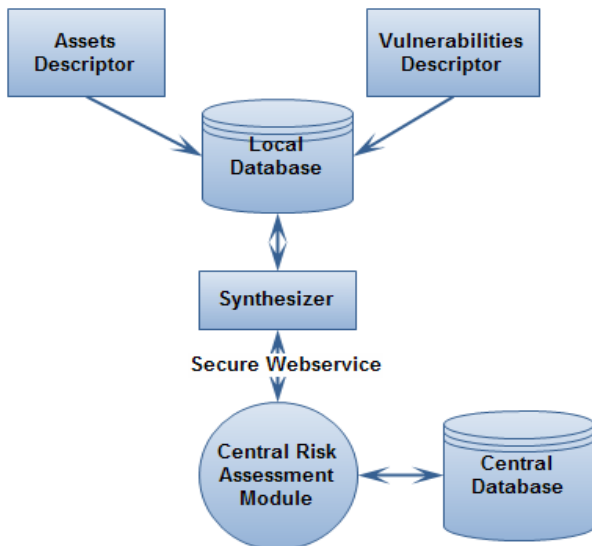 Assets
Descriptor
Vulnerabilities
Descriptor
Local
Database
Synthesizer
Secure Webservice
Central Risk
Assessment
Module
Central
Database